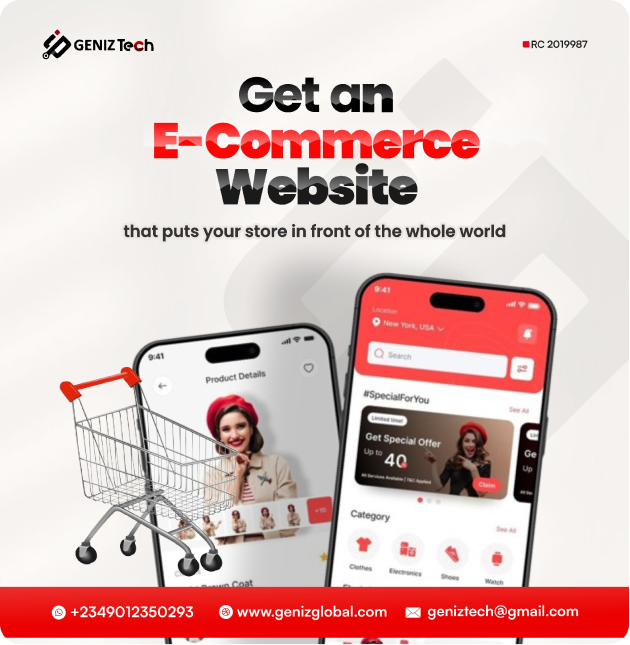 GENIZ Tech
RC 2019987
Get an
E-Commerce
Website
that puts your store in front of the whole world
9:41
Product Details
+10
Brown Coat
9:41
Location
New York, USA
Search
#SpecialForYou
See All
Limited time!
Get Special Offer
Up to
40
All Services Available | T&C Applied
Claim
Ge
Up
Category
See All
Clothes
Electronics
Shoes
Watch
+2349012350293
www.genizglobal.com
geniztech@gmail.com